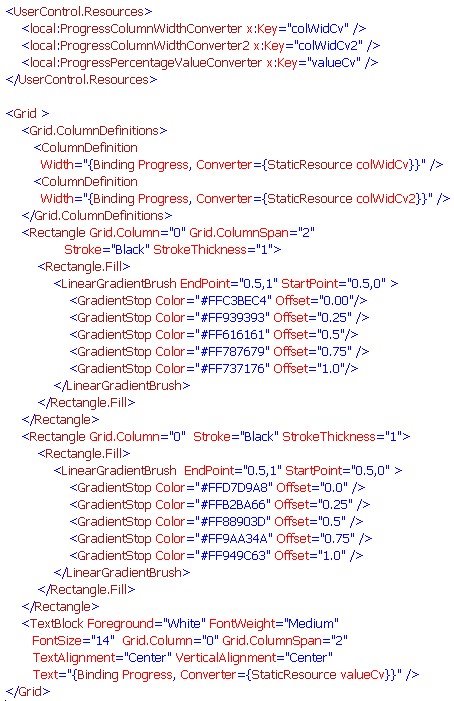 <UserControl.Resources>
<local:ProgressColumnWidthConverter x:Key="colWidCv" />
<local:ProgressColumnWidthConverter2 x:Key="colWidCv2" />
<local:ProgressPercentageValueConverter x:Key="valueCv" />
</UserControl.Resources>
<Grid >
<Grid.ColumnDefinitions>
<ColumnDefinition
Width="{Binding Progress, Converter={StaticResource colWidCv}}" />
<ColumnDefinition
Width="{Binding Progress, Converter={StaticResource colWidCv2}}" />
</Grid.ColumnDefinitions>
<Rectangle Grid.Column="0" Grid.ColumnSpan="2"
Stroke="Black" StrokeThickness="1">
<Rectangle.Fill>
<LinearGradientBrush EndPoint="0.5,1" StartPoint="0.5,0" >
<GradientStop Color="#FFC3BEC4" Offset="0.00"/>
<GradientStop Color="#FF939393" Offset="0.25" />
<GradientStop Color="#FF616161" Offset="0.5"/>
<GradientStop Color="#FF787679" Offset="0.75" />
<GradientStop Color="#FF737176" Offset="1.0"/>
</LinearGradientBrush>
</Rectangle.Fill>
</Rectangle>
<Rectangle Grid.Column="0"  Stroke="Black" StrokeThickness="1">
<Rectangle.Fill>
<LinearGradientBrush  EndPoint="0.5,1" StartPoint="0.5,0" >
<GradientStop Color="#FFD7D9A8" Offset="0.0" />
<GradientStop Color="#FFB2BA66" Offset="0.25" />
<GradientStop Color="#FF88903D" Offset="0.5" />
<GradientStop Color="#FF9AA34A" Offset="0.75" />
<GradientStop Color="#FF949C63" Offset="1.0" />
</LinearGradientBrush>
</Rectangle.Fill>
</Rectangle>
<TextBlock Foreground="White" FontWeight="Medium"
FontSize="14"  Grid.Column="0" Grid.ColumnSpan="2"
TextAlignment="Center" VerticalAlignment="Center"
Text="{Binding Progress, Converter={StaticResource valueCv}}" />
</Grid>